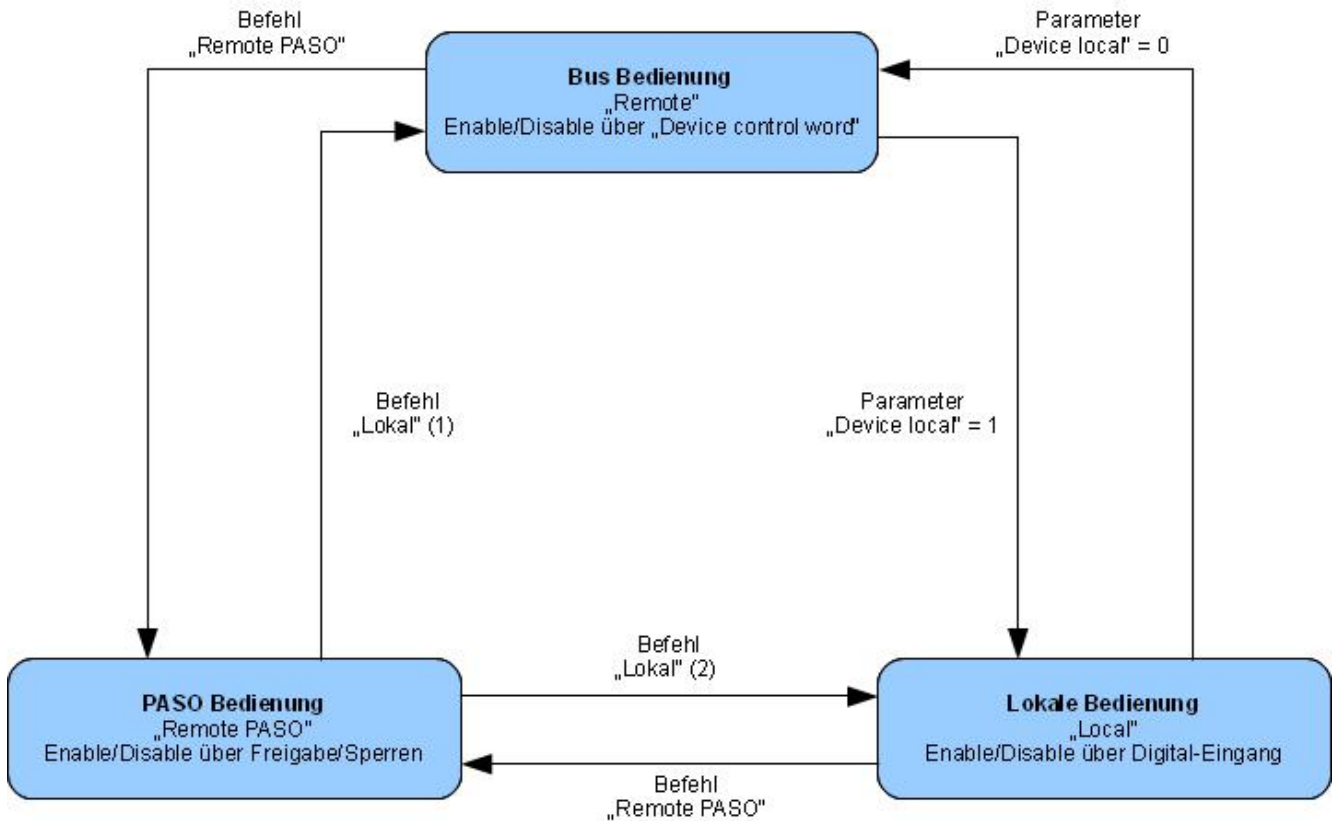 Befehl
„Remote PASO"
Parameter
„Device local" = 0
Bus Bedienung
„Remote"
Enable/Disable über „Device control word"
Befehl
„Lokal" (1)
Parameter
„Device local" = 1
Befehl
„Lokal" (2)
PASO Bedienung
„Remote PASO"
Enable/Disable über Freigabe/Sperren
Lokale Bedienung
„Local"
Enable/Disable über Digital-Eingang
Befehl
„Remote PASO"